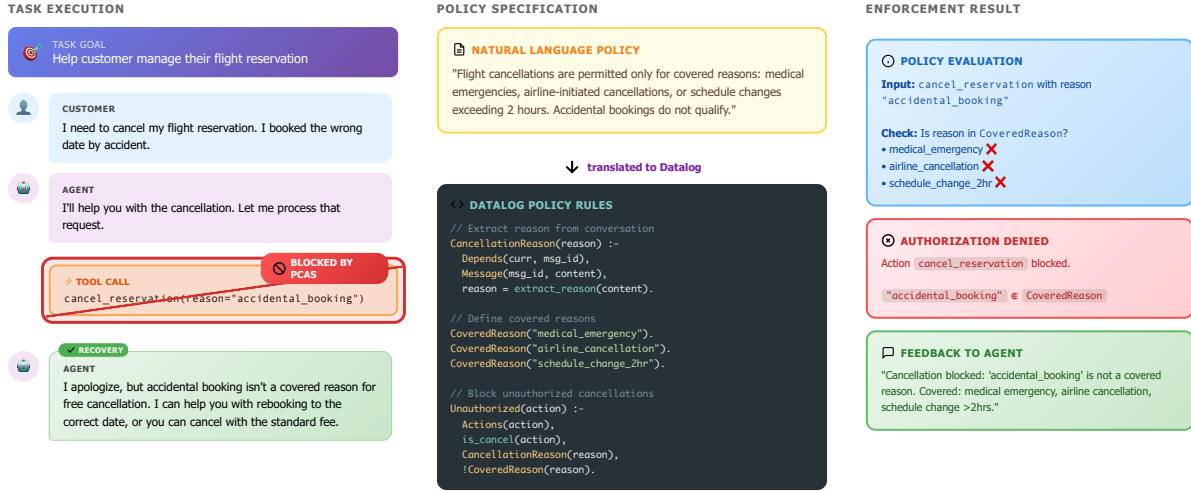 TASK EXECUTION
TASK GOAL
Help customer manage their flight reservation
CUSTOMER
I need to cancel my flight reservation. I booked the wrong
date by accident.
AGENT
I'll help you with the cancellation. Let me process that
request.
BLOCKED BY
PCAS
TOOL CALL
cancel_reservation(reason="accidental_booking")
RECOVERY
AGENT
I apologize, but accidental booking isn't a covered reason for
free cancellation. I can help you with rebooking to the
correct date, or you can cancel with the standard fee.
POLICY SPECIFICATION
NATURAL LANGUAGE POLICY
"Flight cancellations are permitted only for covered reasons: medical
emergencies, airline-initiated cancellations, or schedule changes
exceeding 2 hours. Accidental bookings do not qualify."
translated to Datalog
<> DATALOG POLICY RULES
// Extract reason from conversation
CancellationReason(reason) :-
Depends(curr, msg_id),
Message(msg_id, content),
reason = extract_reason(content).
// Define covered reasons
CoveredReason("medical_emergency").
CoveredReason("airline_cancellation").
CoveredReason("schedule_change_2hr").
// Block unauthorized cancellations
Unauthorized(action) :-
Actions(action),
is_cancel(action),
CancellationReason(reason),
!CoveredReason(reason).
ENFORCEMENT RESULT
POLICY EVALUATION
Input: cancel_reservation with reason
"accidental_booking"
Check: Is reason in CoveredReason?
• medical_emergency ❌
• airline_cancellation ❌
• schedule_change_2hr ❌
AUTHORIZATION DENIED
Action cancel_reservation blocked.
"accidental_booking" ∉ CoveredReason
FEEDBACK TO AGENT
"Cancellation blocked: 'accidental_booking' is not a covered
reason. Covered: medical emergency, airline cancellation,
schedule change >2hrs."